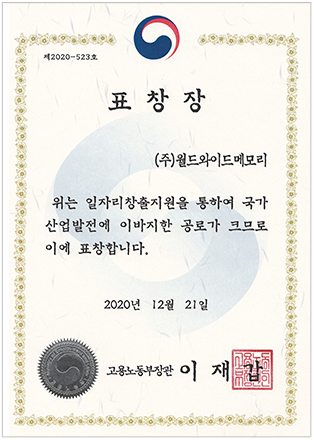 제2020-523호
표 창 장
(주)월드와이드메모리
위는 일자리창출지원을 통하여 국가
산업발전에 이바지한 공로가 크므로
이에 표창합니다.
2020년 12월 21일
고용노동부장관 이 재 갑